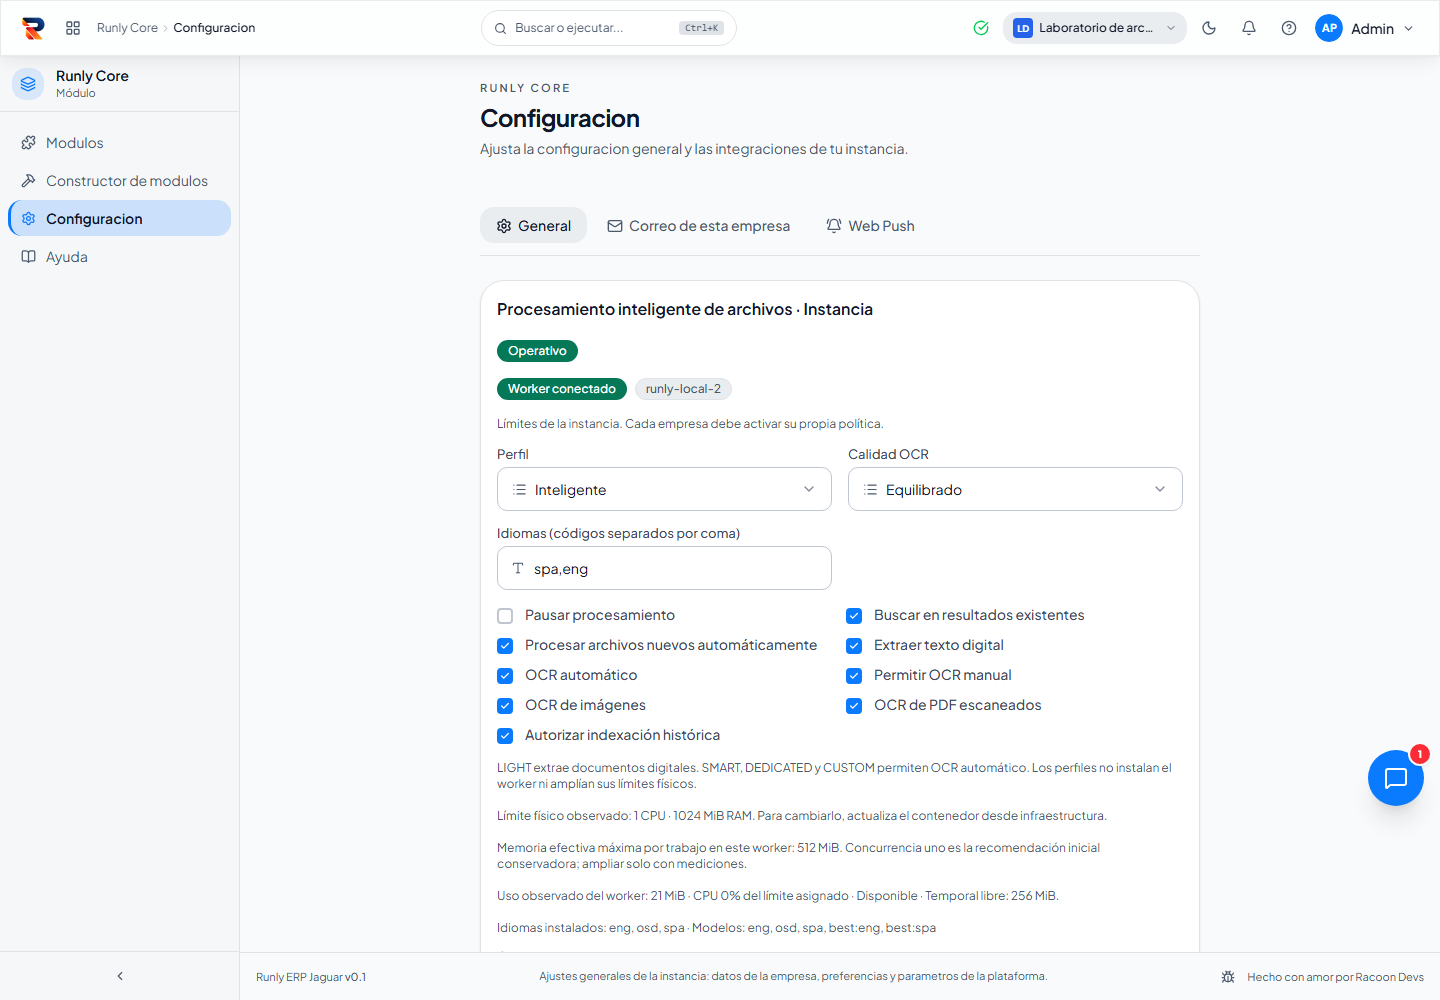 Runly Core › Configuracion
Buscar o ejecutar... Ctrl+K
LD Laboratorio de arc...
AP Admin
Runly Core
Módulo
Modulos
Constructor de modulos
Configuracion
Ayuda
RUNLY CORE
Configuracion
Ajusta la configuracion general y las integraciones de tu instancia.
General Correo de esta empresa Web Push
Procesamiento inteligente de archivos · Instancia
Operativo
Worker conectado runly-local-2
Límites de la instancia. Cada empresa debe activar su propia política.
Perfil Calidad OCR
Inteligente Equilibrado
Idiomas (códigos separados por coma)
spa,eng
Pausar procesamiento Buscar en resultados existentes
Procesar archivos nuevos automáticamente Extraer texto digital
OCR automático Permitir OCR manual
OCR de imágenes OCR de PDF escaneados
Autorizar indexación histórica
LIGHT extrae documentos digitales. SMART, DEDICATED y CUSTOM permiten OCR automático. Los perfiles no instalan el
worker ni amplían sus límites físicos.
Límite físico observado: 1 CPU · 1024 MiB RAM. Para cambiarlo, actualiza el contenedor desde infraestructura.
Memoria efectiva máxima por trabajo en este worker: 512 MiB. Concurrencia uno es la recomendación inicial
conservadora; ampliar solo con mediciones.
Uso observado del worker: 21 MiB · CPU 0% del límite asignado · Disponible · Temporal libre: 256 MiB.
Idiomas instalados: eng, osd, spa · Modelos: eng, osd, spa, best:eng, best:spa
1
Runly ERP Jaguar v0.1
Ajustes generales de la instancia: datos de la empresa, preferencias y parametros de la plataforma.
Hecho con amor por Racoon Devs